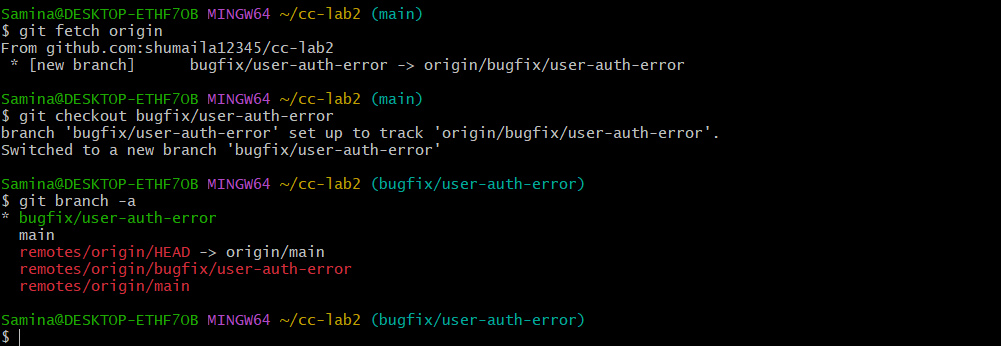 Samina@DESKTOP-ETHF7OB MINGW64 ~/cc-lab2 (main)
$ git fetch origin
From github.com:shumaila12345/cc-lab2
 * [new branch]      bugfix/user-auth-error -> origin/bugfix/user-auth-error
Samina@DESKTOP-ETHF7OB MINGW64 ~/cc-lab2 (main)
$ git checkout bugfix/user-auth-error
branch 'bugfix/user-auth-error' set up to track 'origin/bugfix/user-auth-error'.
Switched to a new branch 'bugfix/user-auth-error'
Samina@DESKTOP-ETHF7OB MINGW64 ~/cc-lab2 (bugfix/user-auth-error)
$ git branch -a
* bugfix/user-auth-error
  main
  remotes/origin/HEAD -> origin/main
  remotes/origin/bugfix/user-auth-error
  remotes/origin/main
Samina@DESKTOP-ETHF7OB MINGW64 ~/cc-lab2 (bugfix/user-auth-error)
$